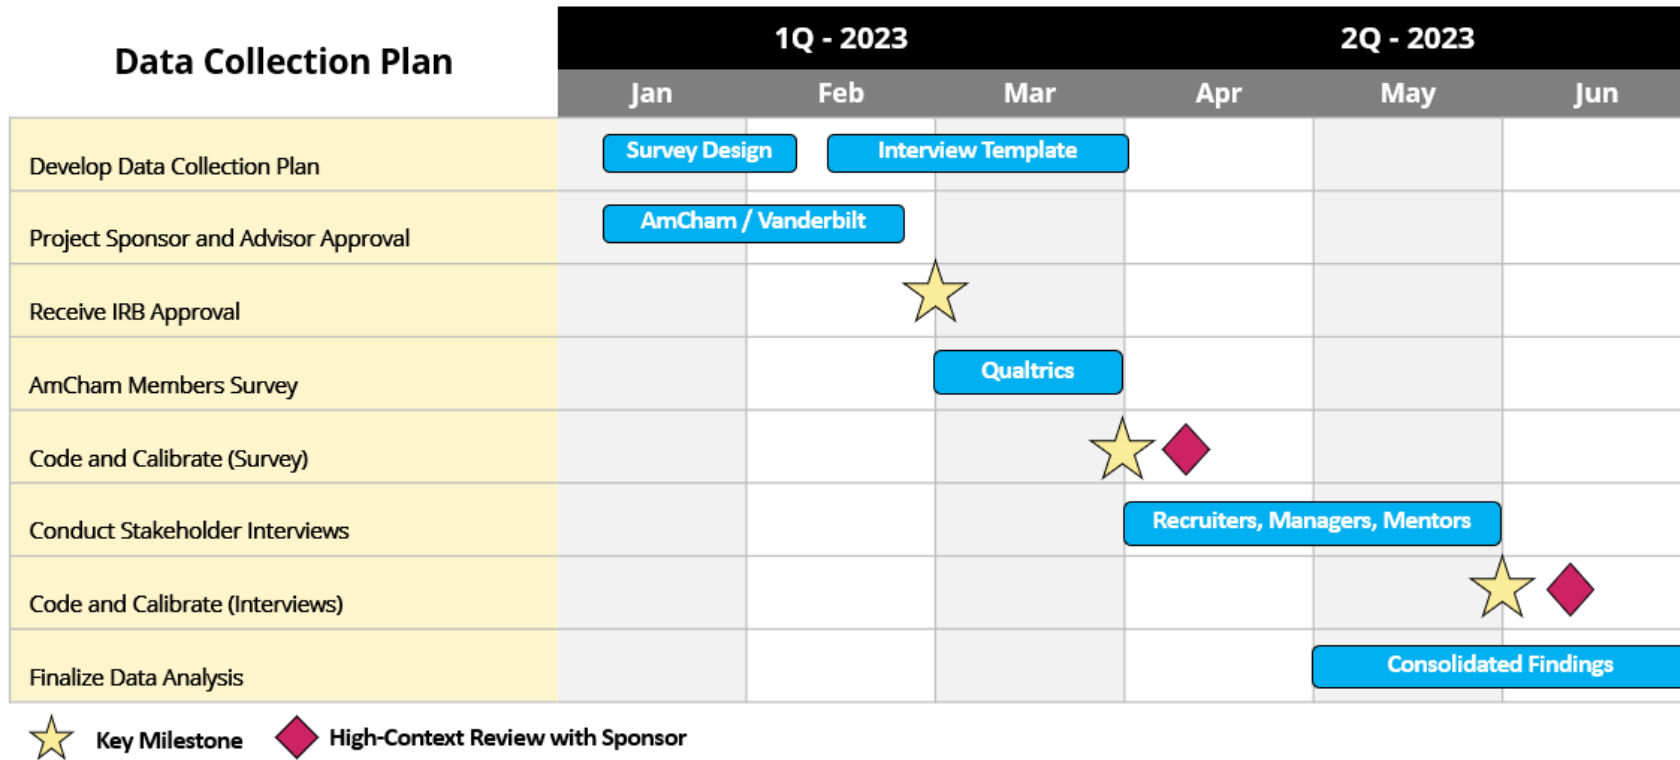 Data Collection Plan
1Q - 2023
2Q - 2023
Jan
Feb
Mar
Apr
May
Jun
Develop Data Collection Plan
Survey Design
Interview Template
Project Sponsor and Advisor Approval
AmCham / Vanderbilt
Receive IRB Approval
AmCham Members Survey
Qualtrics
Code and Calibrate (Survey)
Conduct Stakeholder Interviews
Recruiters, Managers, Mentors
Code and Calibrate (Interviews)
Finalize Data Analysis
Consolidated Findings
Key Milestone
High-Context Review with Sponsor